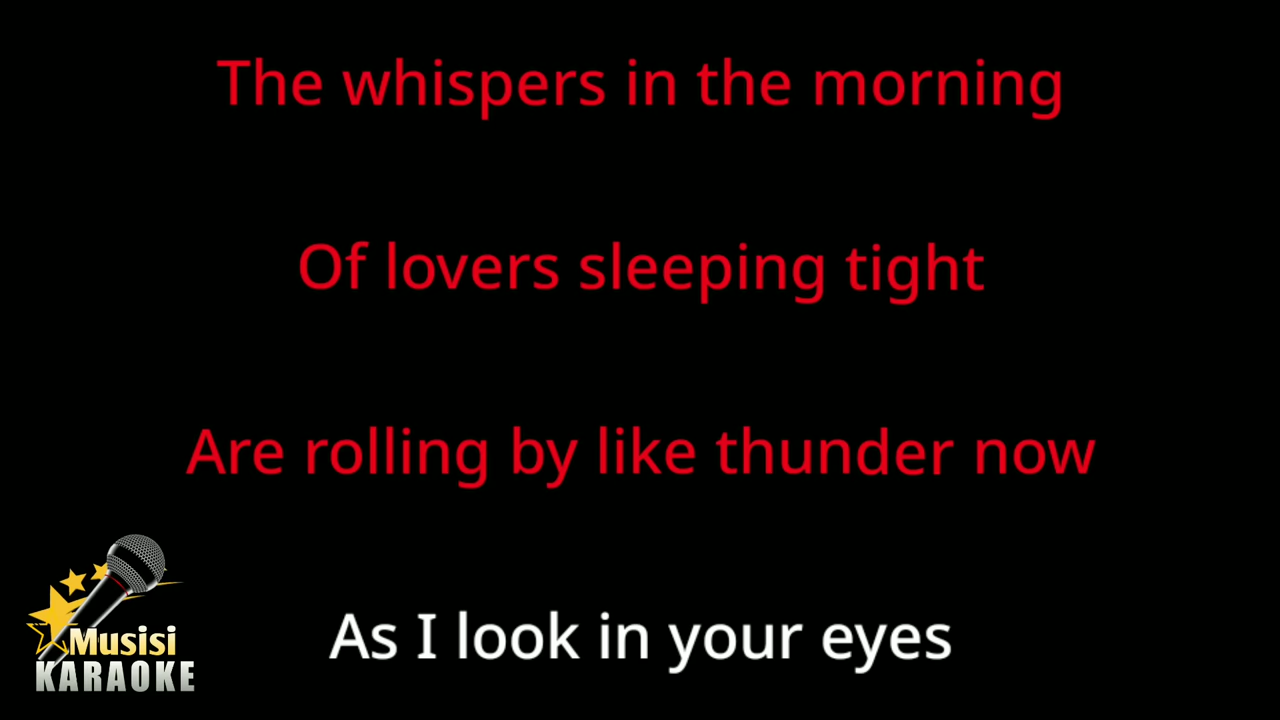 The whispers in the morning
Of lovers sleeping tight
Are rolling by like thunder now
As I look in your eyes
Musisi
KARAOKE